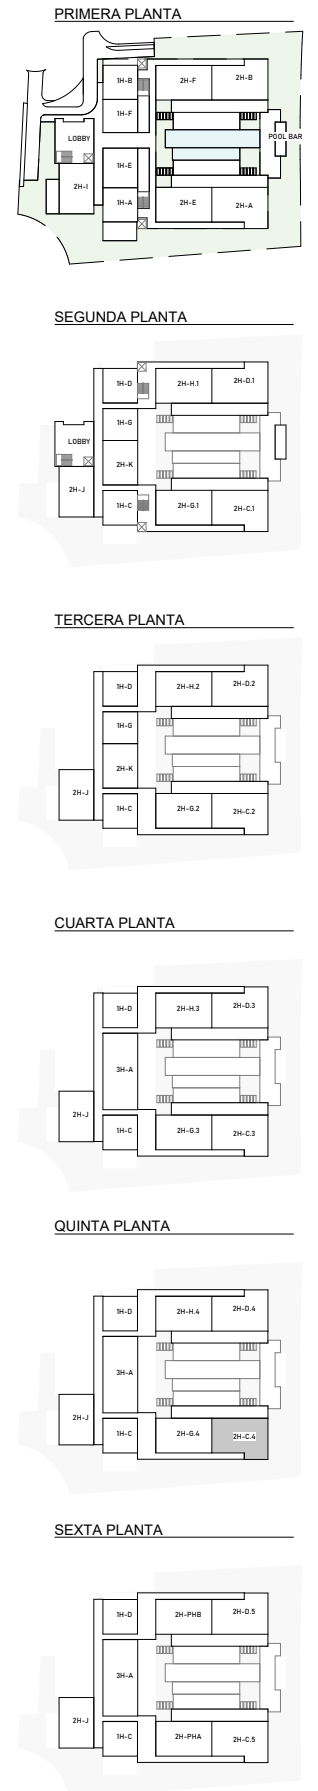 PRIMERA PLANTA
1H-B
2H-F
2H-B
1H-F
LOBBY
POOL BAR
1H-E
2H-I
1H-A
2H-E
2H-A
SEGUNDA PLANTA
1H-D
2H-H.1
2H-D.1
1H-G
LOBBY
2H-K
2H-J
1H-C
2H-G.1
2H-C.1
TERCERA PLANTA
1H-D
2H-H.2
2H-D.2
1H-G
2H-K
2H-J
1H-C
2H-G.2
2H-C.2
CUARTA PLANTA
1H-D
2H-H.3
2H-D.3
3H-A
2H-J
1H-C
2H-G.3
2H-C.3
QUINTA PLANTA
1H-D
2H-H.4
2H-D.4
3H-A
2H-J
1H-C
2H-G.4
2H-C.4
SEXTA PLANTA
1H-D
2H-PHB
2H-D.5
3H-A
2H-J
1H-C
2H-PHA
2H-C.5